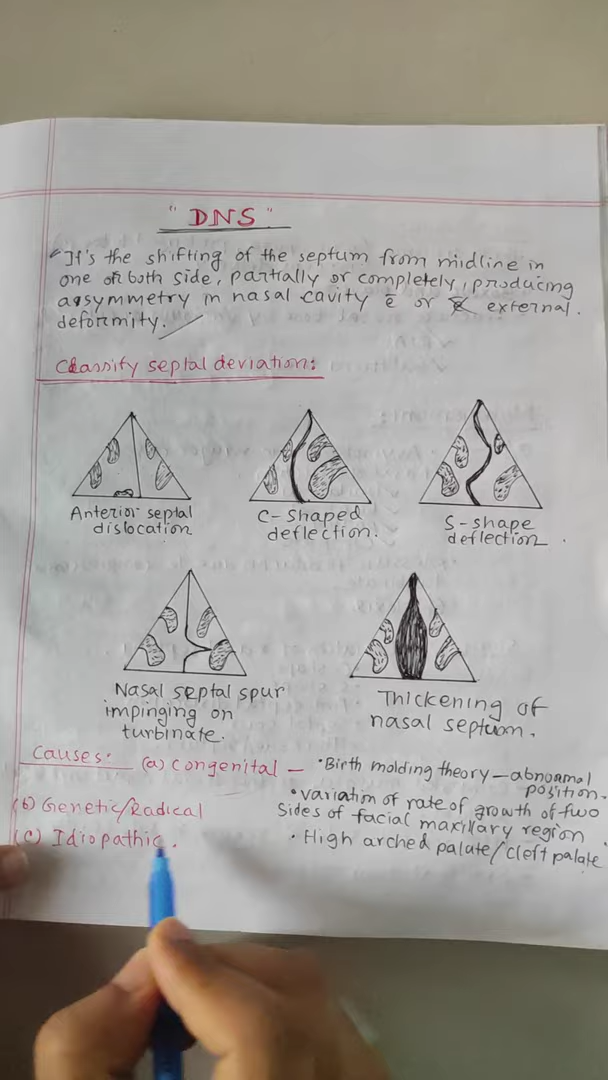 "DNS"
It's the shifting of the septum from midline in
one or both side, partially or completely, producing
assymmetry in nasal cavity c̄ or external
deformity.
Classify septal deviation:
Anterior septal
dislocation
C-Shaped
deflection.
S-shape
deflection.
Nasal septal spur
impinging on
turbinate.
Thickening of
nasal septum.
Causes:
(a) Congenital – • Birth molding theory – abnormal
position.
• Variation of rate of growth of two
sides of facial maxillary region
• High arched palate/cleft palate
(b) Genetic/Radical
(c) Idiopathic.